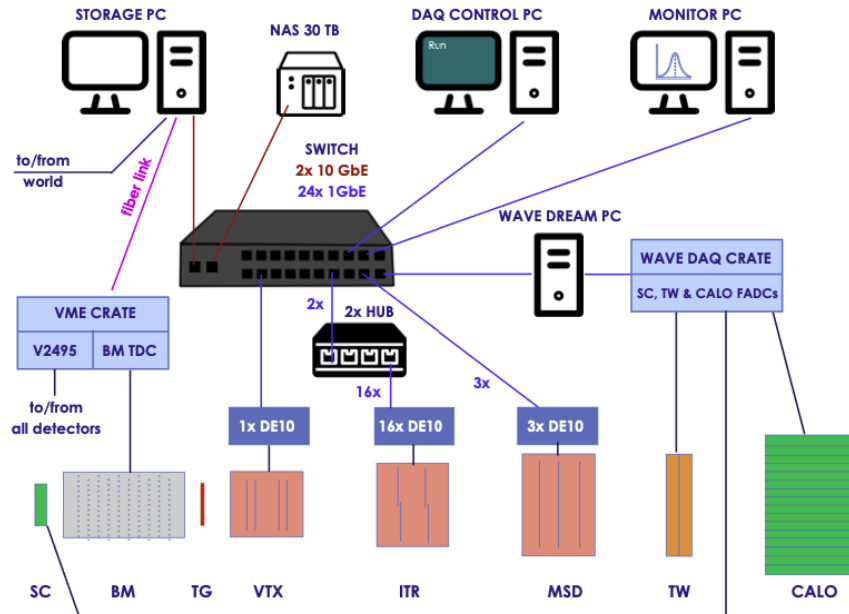 STORAGE PC
NAS 30 TB
DAQ CONTROL PC
MONITOR PC
Run
to/from
world
fiber link
SWITCH
2x 10 GbE
24x 1GbE
WAVE DREAM PC
WAVE DAQ CRATE
SC, TW & CALO FADCs
VME CRATE
V2495
BM TDC
2x
2x HUB
16x
3x
to/from
all detectors
1x DE10
16x DE10
3x DE10
SC
BM
TG
VTX
ITR
MSD
TW
CALO